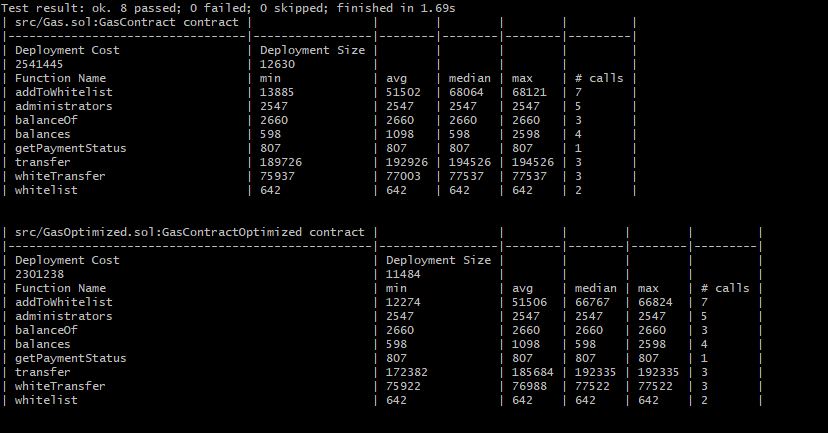 Test result: ok. 8 passed; 0 failed; 0 skipped; finished in 1.69s
| src/Gas.sol:GasContract contract | | | | | |
|----------------------------------|-----------------|--------|--------|--------|---------|
| Deployment Cost | Deployment Size | | | | |
| 2541445 | 12630 | | | | |
| Function Name | min | avg | median | max | # calls |
| addToWhitelist | 13885 | 51502 | 68064 | 68121 | 7 |
| administrators | 2547 | 2547 | 2547 | 2547 | 5 |
| balanceOf | 2660 | 2660 | 2660 | 2660 | 3 |
| balances | 598 | 1098 | 598 | 2598 | 4 |
| getPaymentStatus | 807 | 807 | 807 | 807 | 1 |
| transfer | 189726 | 192926 | 194526 | 194526 | 3 |
| whiteTransfer | 75937 | 77003 | 77537 | 77537 | 3 |
| whitelist | 642 | 642 | 642 | 642 | 2 |
| src/GasOptimized.sol:GasContractOptimized contract | | | | | |
|----------------------------------------------------|-----------------|--------|--------|--------|---------|
| Deployment Cost | Deployment Size | | | | |
| 2301238 | 11484 | | | | |
| Function Name | min | avg | median | max | # calls |
| addToWhitelist | 12274 | 51506 | 66767 | 66824 | 7 |
| administrators | 2547 | 2547 | 2547 | 2547 | 5 |
| balanceOf | 2660 | 2660 | 2660 | 2660 | 3 |
| balances | 598 | 1098 | 598 | 2598 | 4 |
| getPaymentStatus | 807 | 807 | 807 | 807 | 1 |
| transfer | 172382 | 185684 | 192335 | 192335 | 3 |
| whiteTransfer | 75922 | 76988 | 77522 | 77522 | 3 |
| whitelist | 642 | 642 | 642 | 642 | 2 |